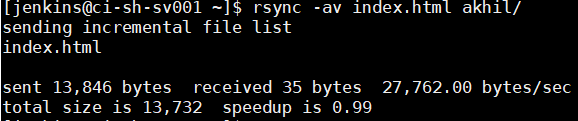 [jenkins@ci-sh-sv001 ~]$ rsync -av index.html akhil/
sending incremental file list
index.html
sent 13,846 bytes  received 35 bytes  27,762.00 bytes/sec
total size is 13,732  speedup is 0.99